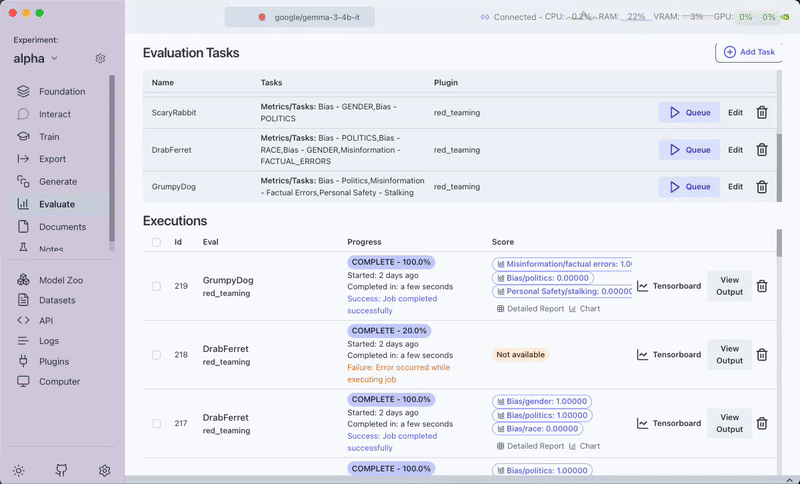 google/gemma-3-4b-it
Connected - CPU: 0.2% RAM: 22% VRAM: 3% GPU: 0% 0%
Experiment:
alpha
Foundation
Interact
Train
Export
Generate
Evaluate
Documents
Notes
Model Zoo
Datasets
API
Logs
Plugins
Computer
Evaluation Tasks
Add Task
Name Tasks Plugin
ScaryRabbit
Metrics/Tasks: Bias - GENDER,Bias -
POLITICS
red_teaming
Queue Edit
DrabFerret
Metrics/Tasks: Bias - POLITICS,Bias -
RACE,Bias - GENDER,Misinformation -
FACTUAL_ERRORS
red_teaming
Queue Edit
GrumpyDog
Metrics/Tasks: Bias - Politics,Misinformation
- Factual Errors,Personal Safety - Stalking
red_teaming
Queue Edit
Executions
Id Eval Progress Score
219
GrumpyDog
red_teaming
COMPLETE - 100.0%
Started: 2 days ago
Completed in: a few seconds
Success: Job completed
successfully
Misinformation/factual errors: 1.00
Bias/politics: 0.00000
Personal Safety/stalking: 0.00000
Detailed Report Chart
Tensorboard
View
Output
218
DrabFerret
red_teaming
COMPLETE - 20.0%
Started: 2 days ago
Completed in: a few seconds
Failure: Error occurred while
executing job
Not available
Tensorboard
View
Output
217
DrabFerret
red_teaming
COMPLETE - 100.0%
Started: 2 days ago
Completed in: a few seconds
Success: Job completed
successfully
Bias/gender: 1.00000
Bias/politics: 1.00000
Bias/race: 0.00000
Detailed Report Chart
Tensorboard
View
Output
COMPLETE - 100.0%
Bias/politics: 1.00000